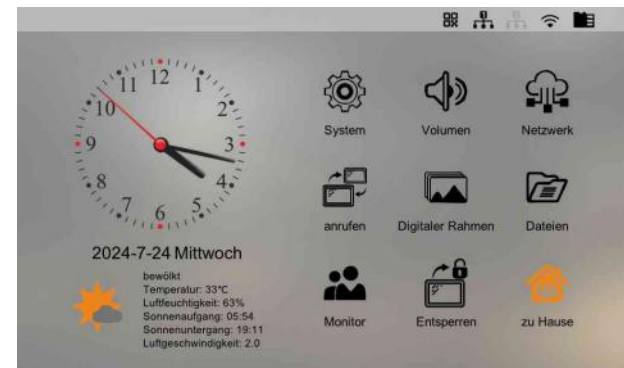 12
1
2
3
4
5
6
7
8
9
10
11
System
Volumen
Netzwerk
anrufen
Digitaler Rahmen
Dateien
2024-7-24 Mittwoch
bewölkt
Temperatur: 33°C
Luftfeuchtigkeit: 63%
Sonnenaufgang: 05:54
Sonnenuntergang: 19:11
Luftgeschwindigkeit: 2.0
Monitor
Entsperren
zu Hause